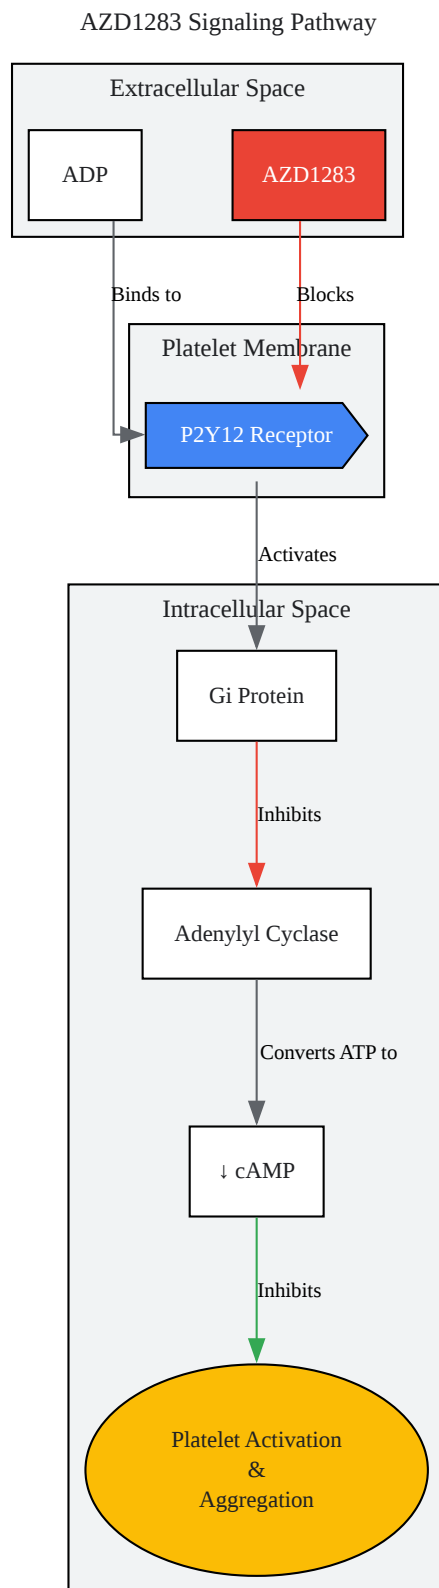 AZD1283 Signaling Pathway
Extracellular Space
ADP
AZD1283
Binds to
Blocks
Platelet Membrane
P2Y12 Receptor
Activates
Intracellular Space
Gi Protein
Inhibits
Adenylyl Cyclase
Converts ATP to
↓ cAMP
Inhibits
Platelet Activation
&
Aggregation